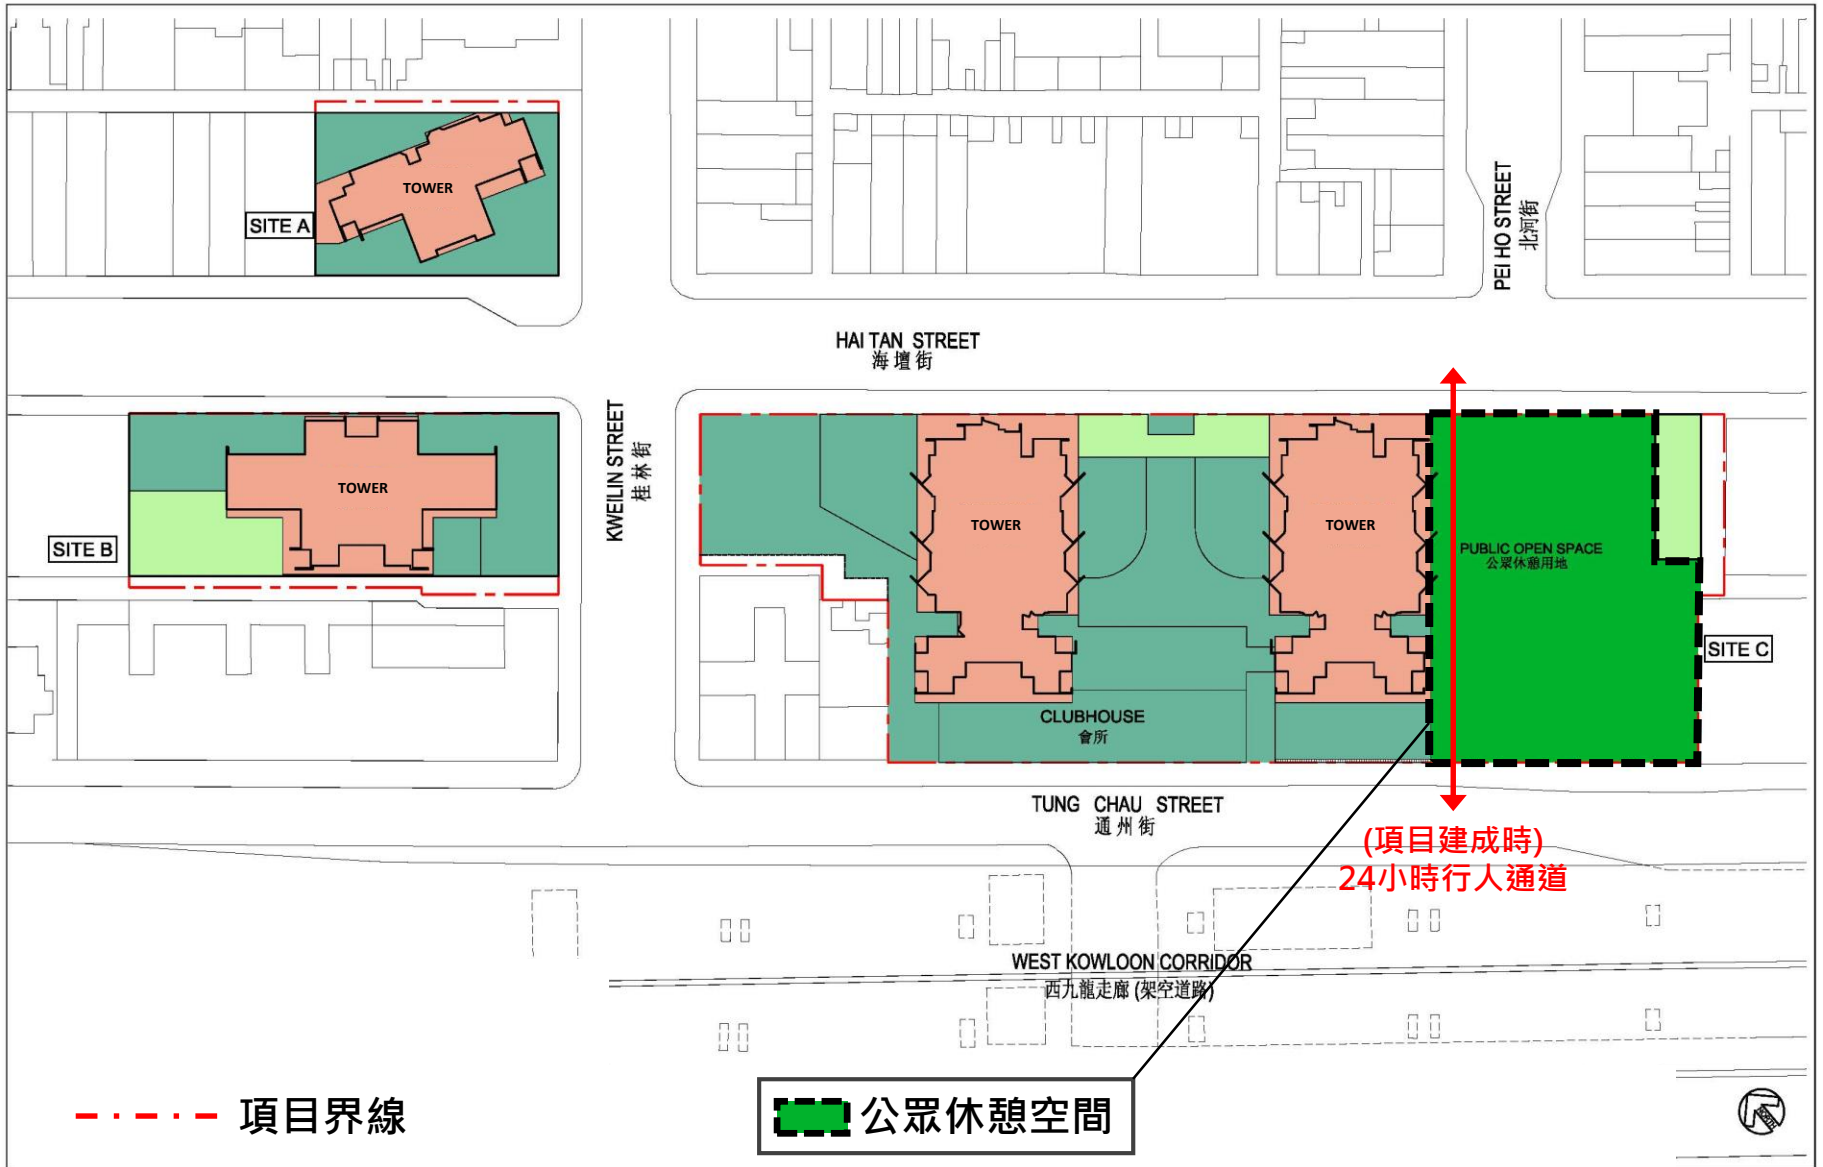 TOWER
SITE A
PEI HO STREET
北河街
HAI TAN STREET
海壇街
KWEILIN STREET
桂林街
TOWER
SITE B
TOWER
TOWER
PUBLIC OPEN SPACE
公眾休憩用地
SITE C
CLUBHOUSE
會所
TUNG CHAU STREET
通州街
(項目建成時)
24小時行人通道
WEST KOWLOON CORRIDOR
西九龍走廊 (架空道路)
項目界線
公眾休憩空間
NORTH